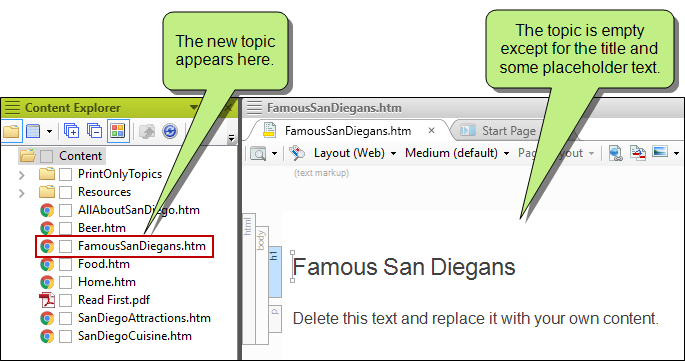 The new topic
appears here.
The topic is empty
except for the title and
some placeholder text.
Content Explorer
Content
PrintOnlyTopics
Resources
AllAboutSanDiego.htm
Beer.htm
FamousSanDiegans.htm
Food.htm
Home.htm
Read First.pdf
SanDiegoAttractions.htm
SanDiegoCuisine.htm
FamousSanDiegans.htm
FamousSanDiegans.htm
Start Page
Layout (Web)
Medium (default)
(text markup)
html
body
h1
p
Famous San Diegans
Delete this text and replace it with your own content.